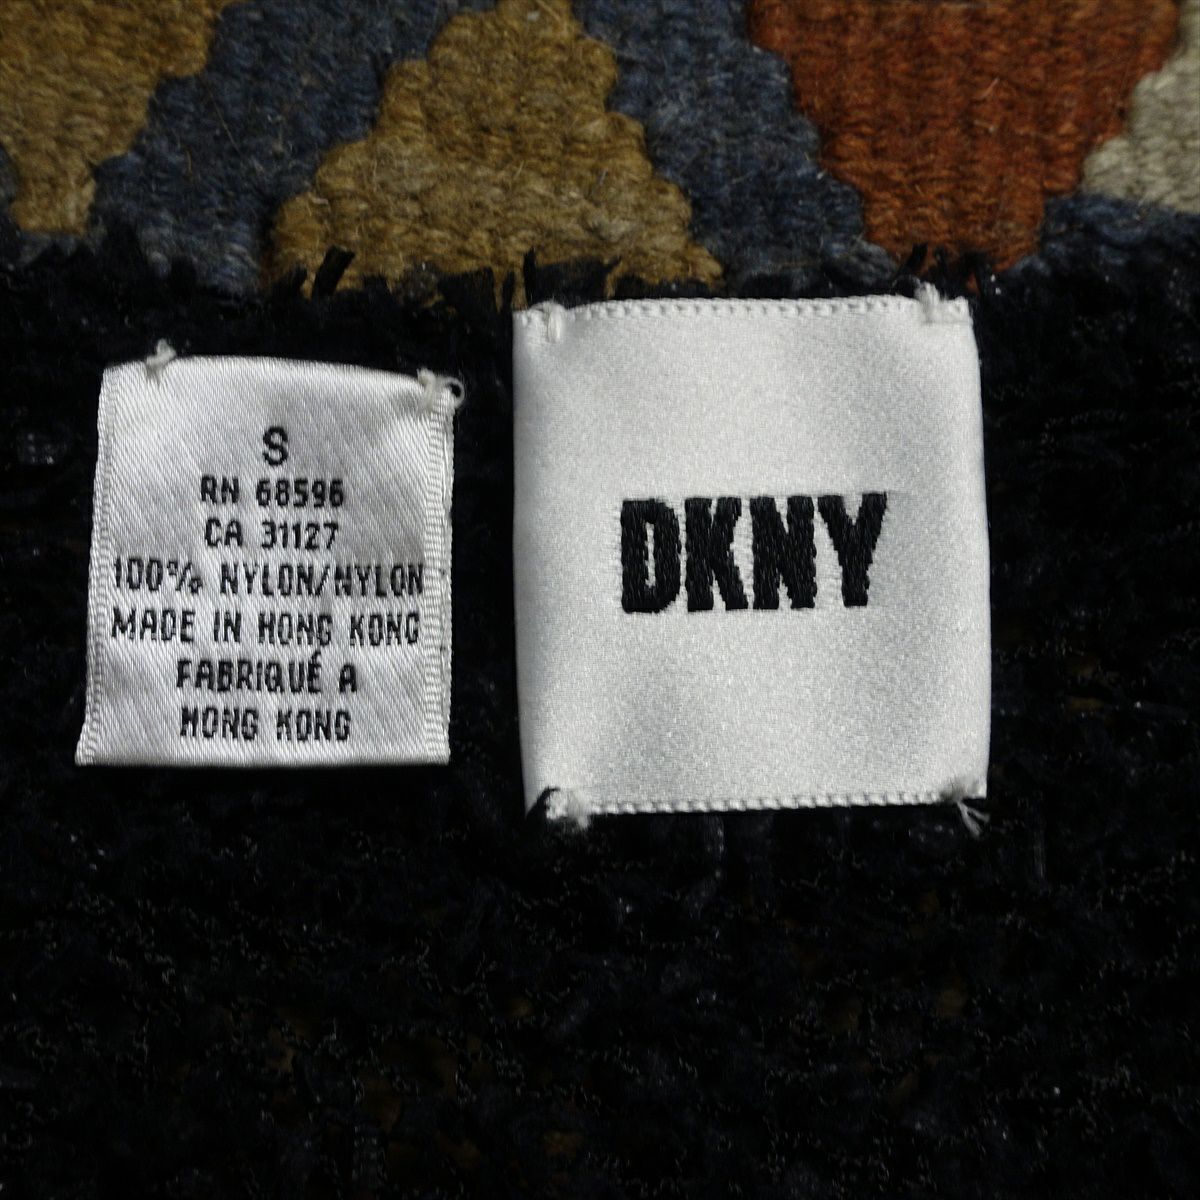 S
RN 68596
CA 31127
100% NYLON/NYLON
MADE IN HONG KONG
FABRIQUÉ A
HONG KONG
DKNY